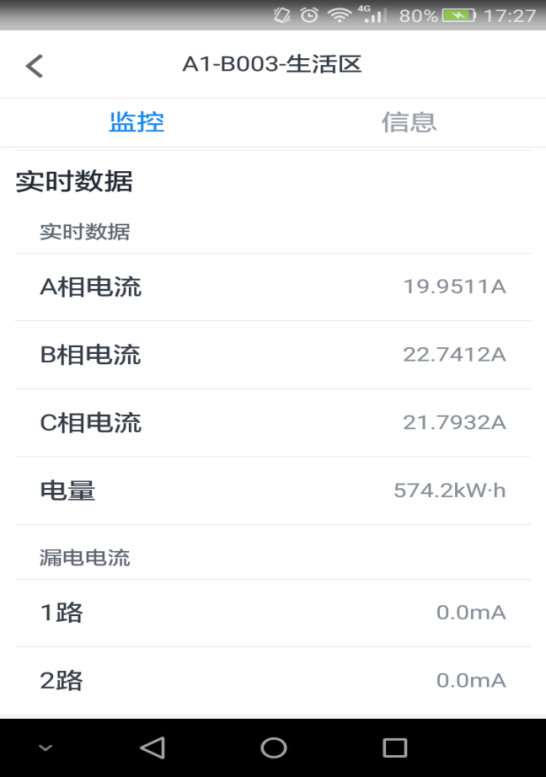 4G 80% 17:27
A1-B003-生活区
监控 信息
实时数据
实时数据
A相电流 19.9511A
B相电流 22.7412A
C相电流 21.7932A
电量 574.2kW·h
漏电电流
1路 0.0mA
2路 0.0mA